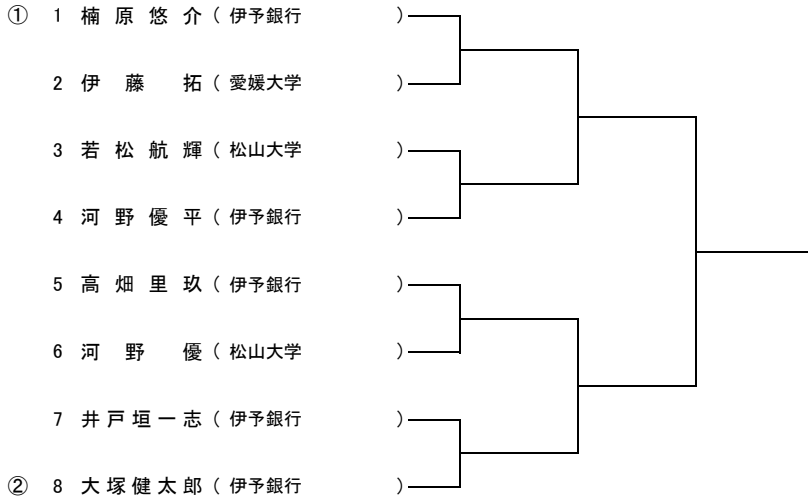 ① 1 楠原悠介（伊予銀行）
2 伊藤拓（愛媛大学）
3 若松航輝（松山大学）
4 河野優平（伊予銀行）
5 高畑里玖（伊予銀行）
6 河野優（松山大学）
7 井戸垣一志（伊予銀行）
② 8 大塚健太郎（伊予銀行）